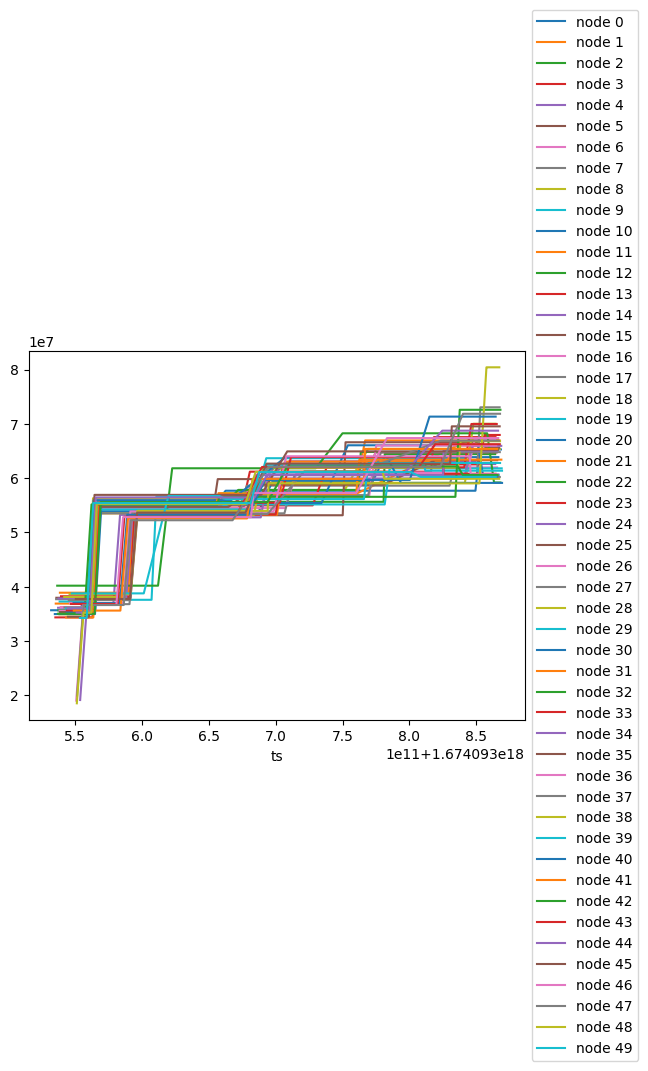 1e7
8
7
6
5
4
3
2
5.5 6.0 6.5 7.0 7.5 8.0 8.5
ts
1e11+1.674093e18
node 0
node 1
node 2
node 3
node 4
node 5
node 6
node 7
node 8
node 9
node 10
node 11
node 12
node 13
node 14
node 15
node 16
node 17
node 18
node 19
node 20
node 21
node 22
node 23
node 24
node 25
node 26
node 27
node 28
node 29
node 30
node 31
node 32
node 33
node 34
node 35
node 36
node 37
node 38
node 39
node 40
node 41
node 42
node 43
node 44
node 45
node 46
node 47
node 48
node 49